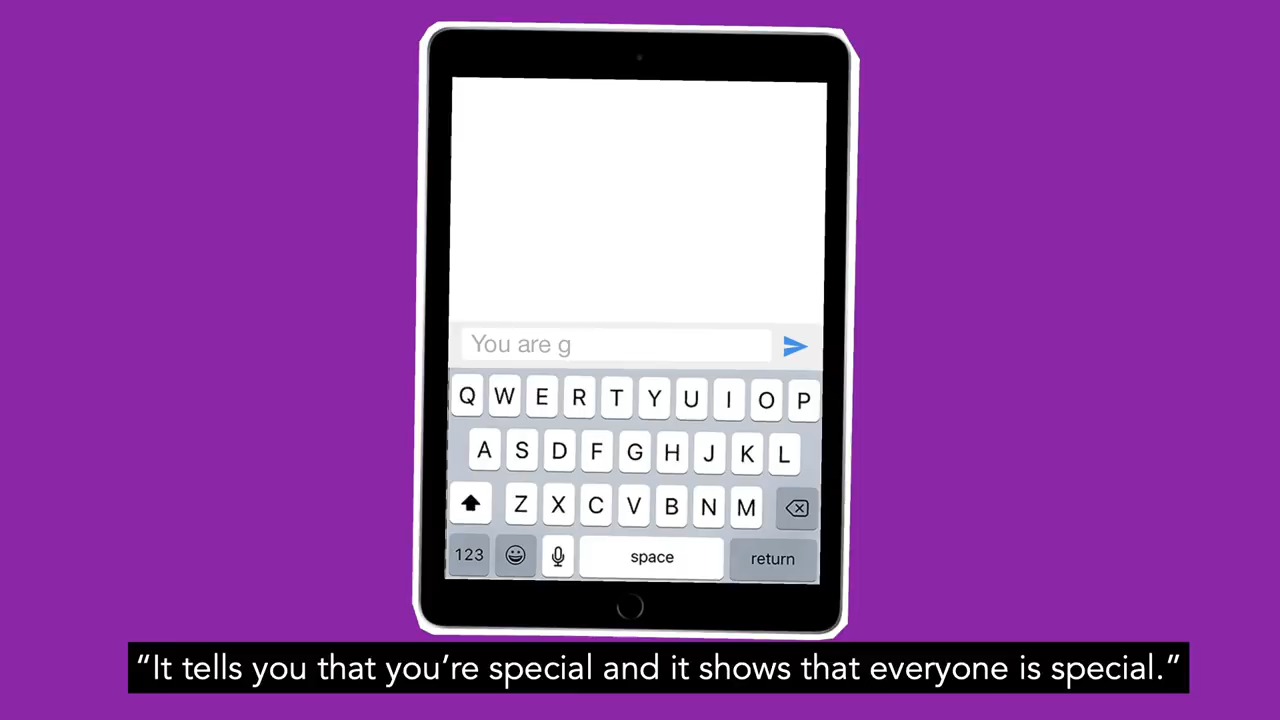 You are g
Q W E R T Y U I O P
A S D F G H J K L
Z X C V B N M
123 space return
“It tells you that you’re special and it shows that everyone is special.”